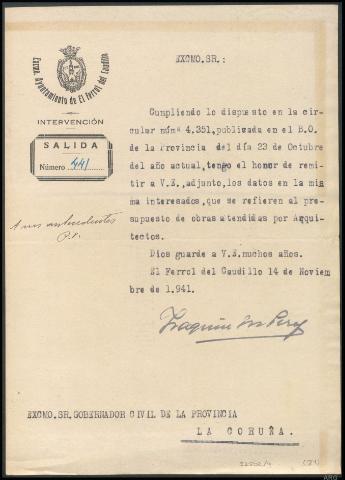 Excmo. Ayuntamiento de El Ferrol del Caudillo
INTERVENCIÓN
SALIDA
Número 441
A sus antecedentes
EXCMO.SR.:
Cumpliendo lo dispuesto en la cir-
cular núm. 4,351,publicada en el B.O.
de la Provincia del día 23 de Octubre
del año actual,tengo el honor de remi-
tir a V.E.,adjunto,los datos en la mis
ma interesados,que se refieren al pre-
supuesto de obras atendidas por Arqui-
tectos.
Dios guarde a V.E.muchos años.
El Ferrol del Caudillo 14 de Noviem
bre de 1.941.
EXCMO.SR.GOBERNADOR CIVIL DE LA PROVINCIA
LA CORUÑA.